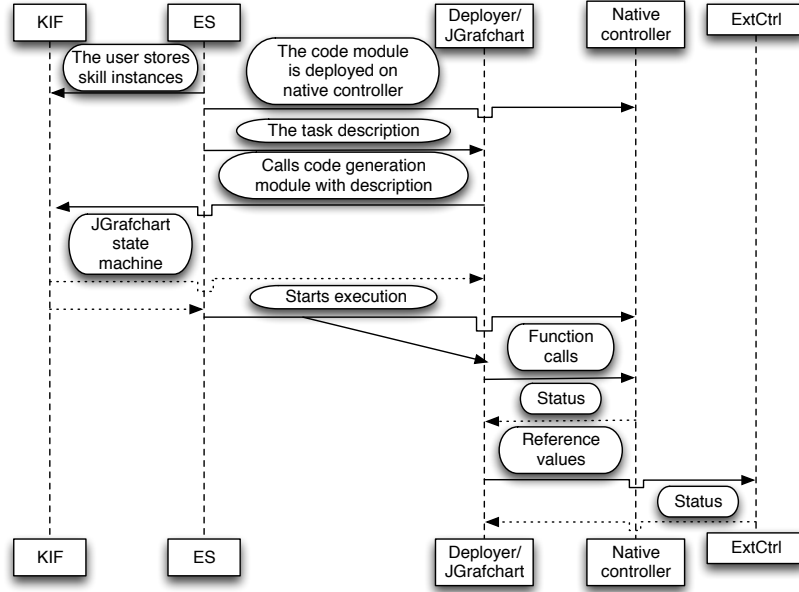 KIF
ES
Deployer/
JGrafchart
Native
controller
ExtCtrl
The user stores
skill instances
The code module
is deployed on
native controller
The task description
Calls code generation
module with description
JGrafchart
state
machine
Starts execution
Function
calls
Status
Reference
values
Status
KIF
ES
Deployer/
JGrafchart
Native
controller
ExtCtrl